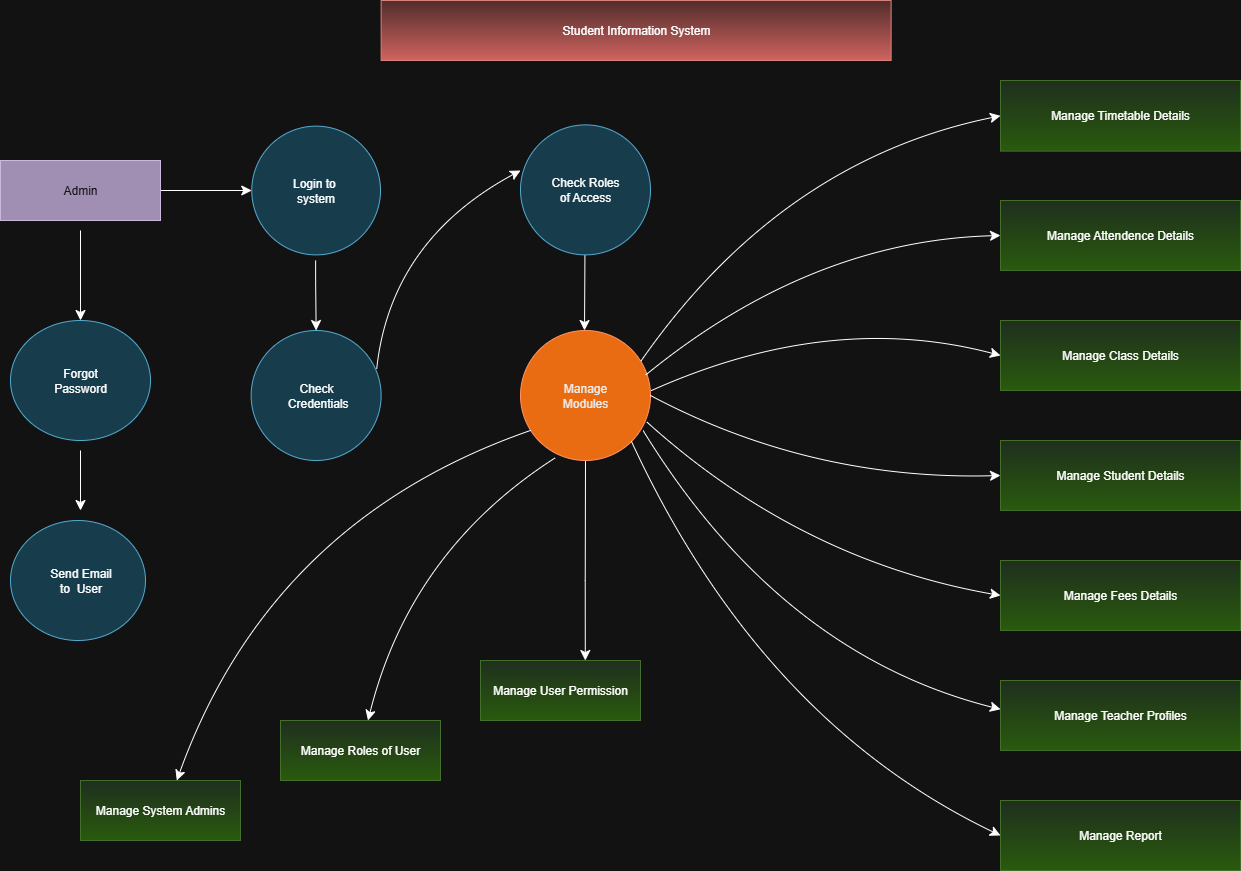 Student Information System
Manage Timetable Details
Admin
Login to
system
Check Roles
of Access
Manage Attendence Details
Manage Class Details
Forgot
Password
Check
Credentials
Manage
Modules
Manage Student Details
Send Email
to  User
Manage Fees Details
Manage User Permission
Manage Teacher Profiles
Manage Roles of User
Manage System Admins
Manage Report